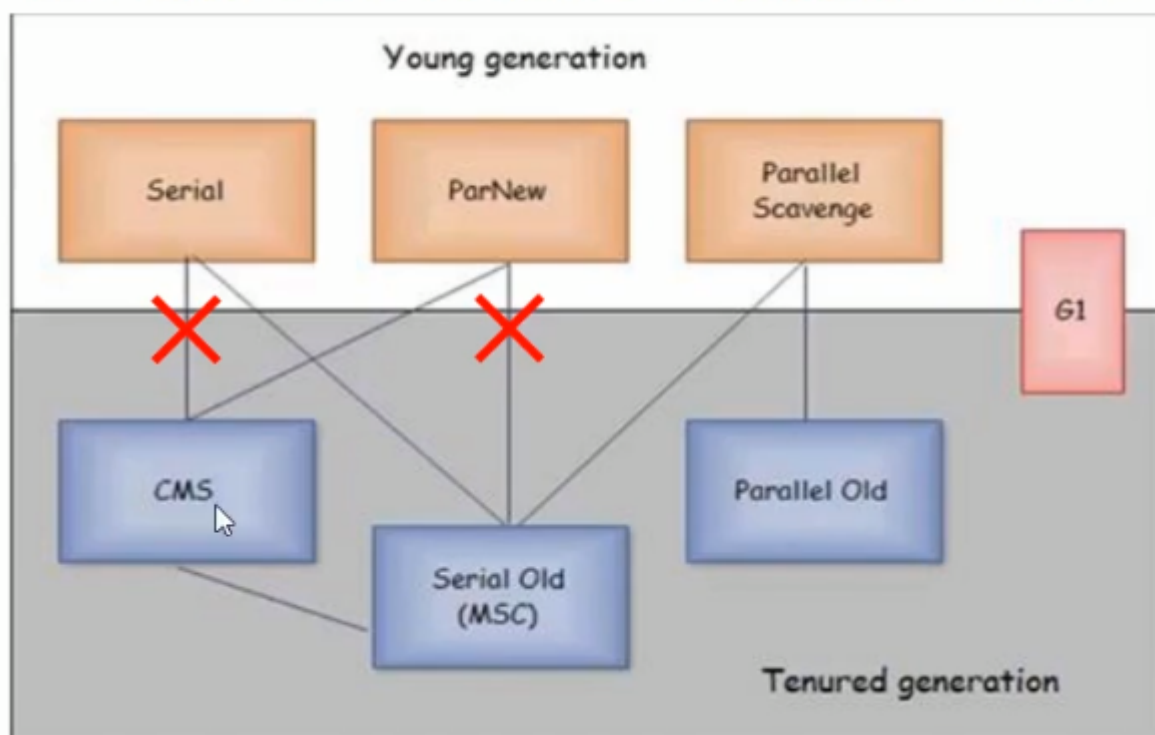 Young generation
Serial
ParNew
Parallel
Scavenge
G1
CMS
Parallel Old
Serial Old
(MSC)
Tenured generation